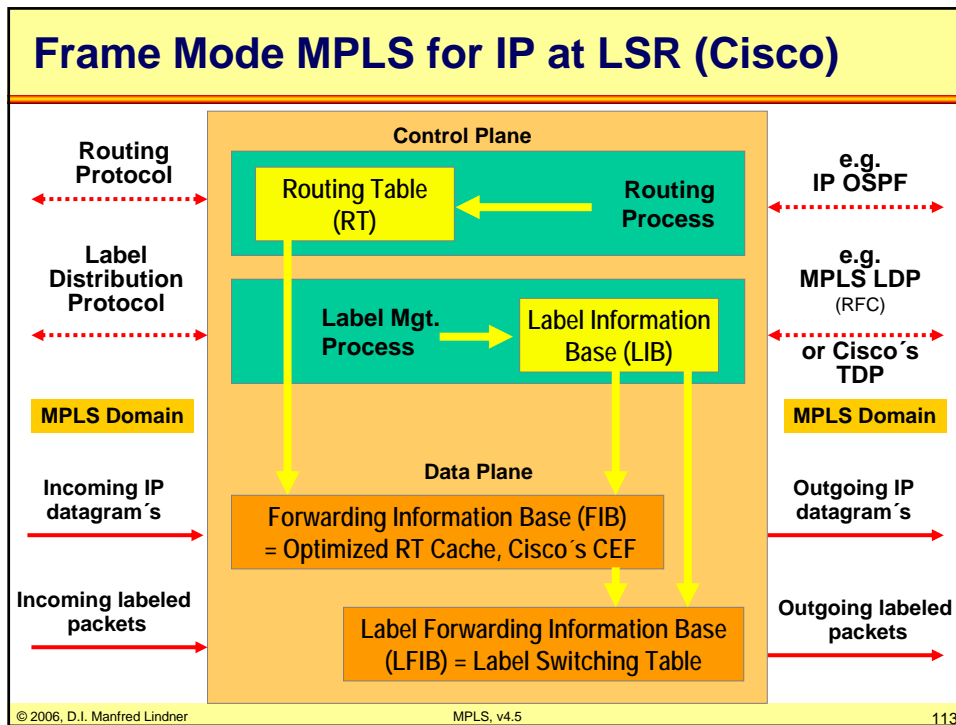 Frame Mode MPLS for IP at LSR (Cisco)
Control Plane
Routing
Protocol
Routing Table
(RT)
Routing
Process
e.g.
IP OSPF
Label
Distribution
Protocol
Label Mgt.
Process
Label Information
Base (LIB)
e.g.
MPLS LDP
(RFC)
or Cisco´s
TDP
MPLS Domain
MPLS Domain
Data Plane
Incoming IP
datagram´s
Forwarding Information Base (FIB)
= Optimized RT Cache, Cisco´s CEF
Outgoing IP
datagram´s
Incoming labeled
packets
Label Forwarding Information Base
(LFIB) = Label Switching Table
Outgoing labeled
packets
© 2006, D.I. Manfred Lindner
MPLS, v4.5
113